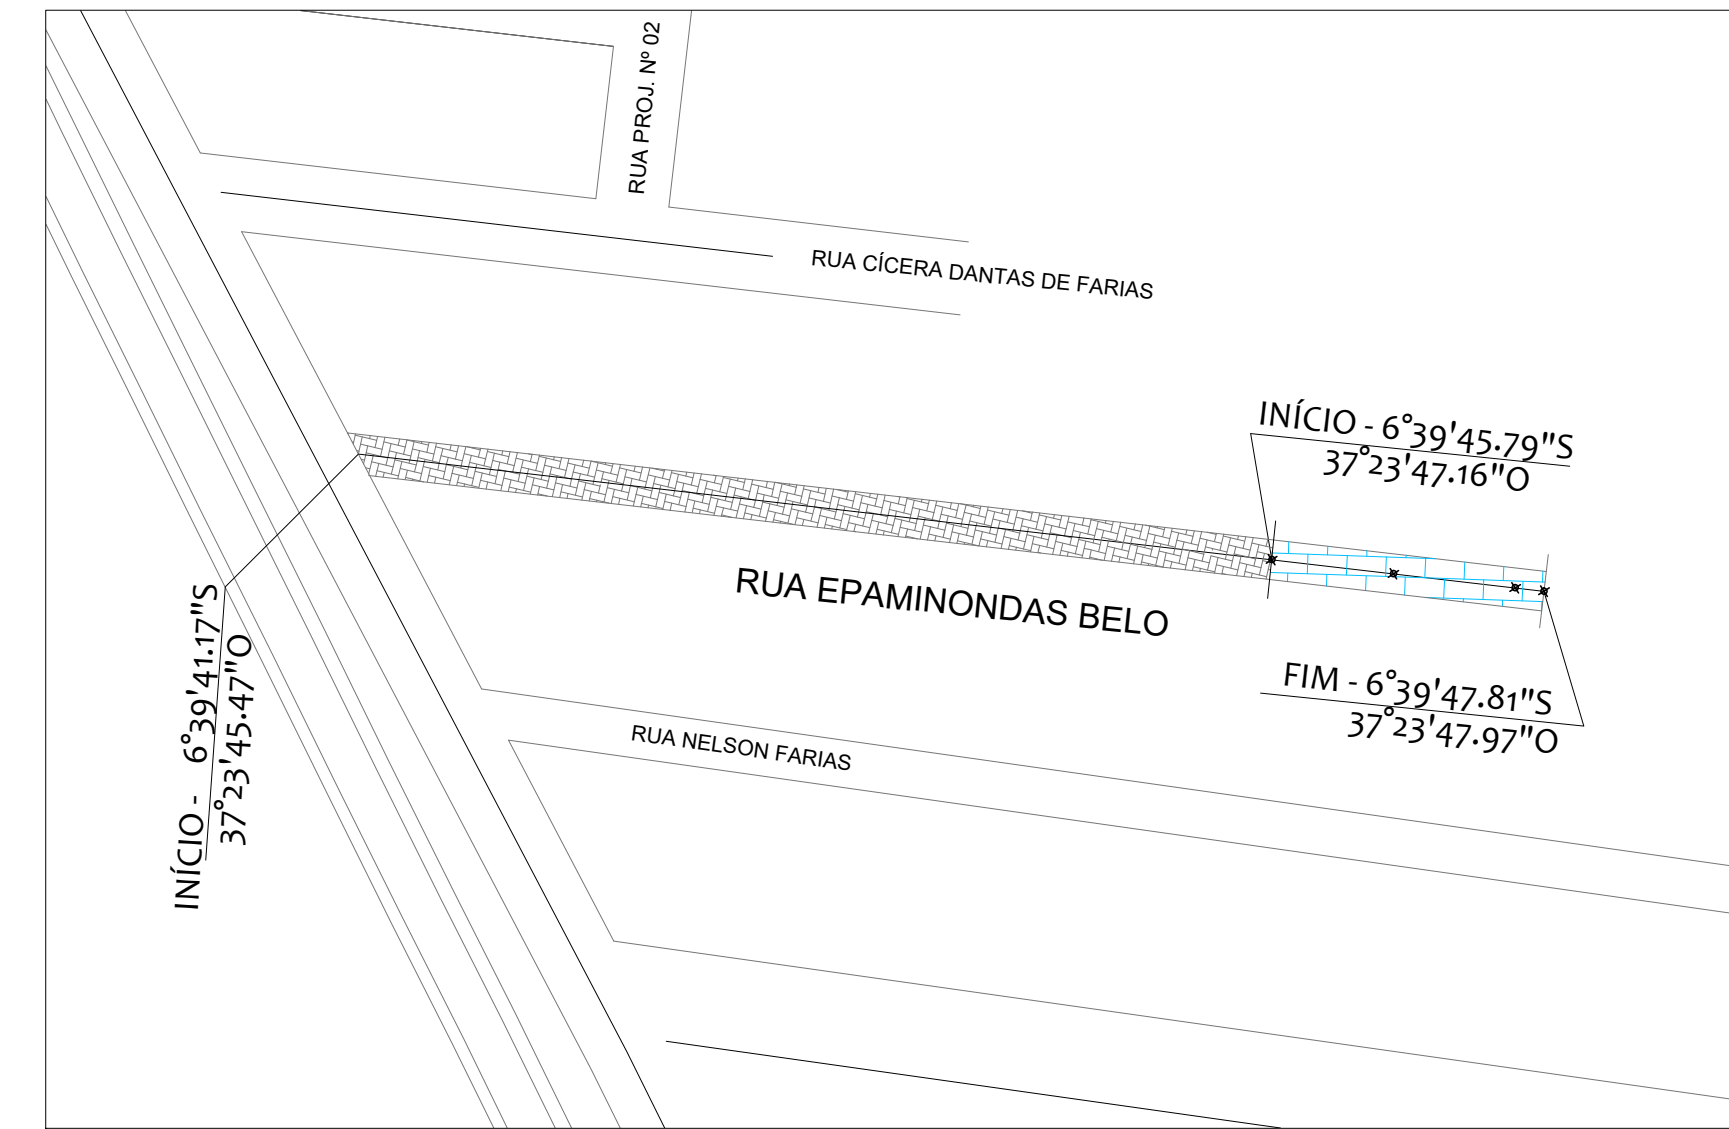 RUA PROJ. Nº 02
RUA CÍCERA DANTAS DE FARIAS
INÍCIO - 6°39'45.79"S
37°23'47.16"O
RUA EPAMINONDAS BELO
INÍCIO - 6°39'41.17"S
37°23'45.47"O
FIM - 6°39'47.81"S
37°23'47.97"O
RUA NELSON FARIAS